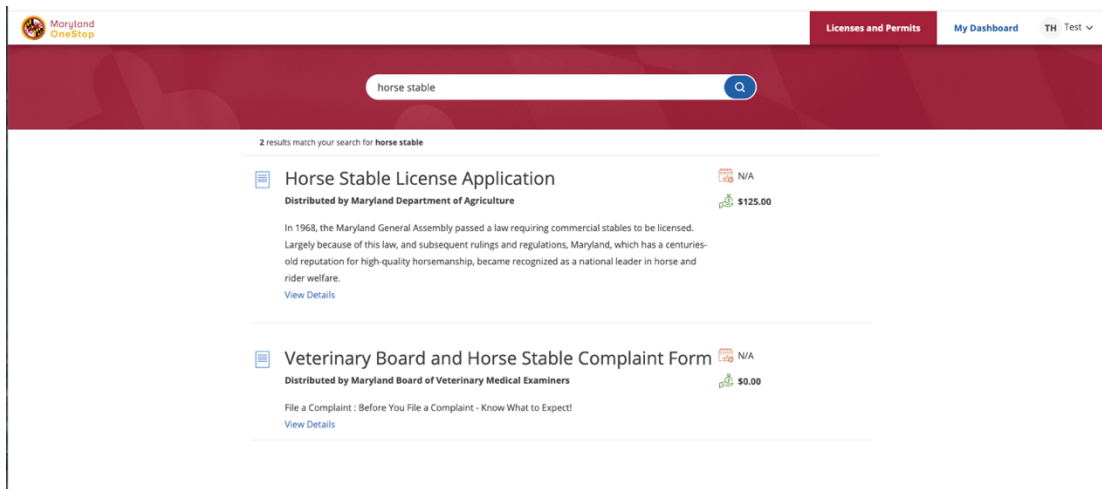 Maryland
OneStop
Licenses and Permits
My Dashboard
TH Test
horse stable
2 results match your search for horse stable
Horse Stable License Application
N/A
Distributed by Maryland Department of Agriculture
$125.00
In 1968, the Maryland General Assembly passed a law requiring commercial stables to be licensed.
Largely because of this law, and subsequent rulings and regulations, Maryland, which has a centuries-
old reputation for high-quality horsemanship, became recognized as a national leader in horse and
rider welfare.
View Details
Veterinary Board and Horse Stable Complaint Form
N/A
Distributed by Maryland Board of Veterinary Medical Examiners
$0.00
File a Complaint : Before You File a Complaint - Know What to Expect!
View Details